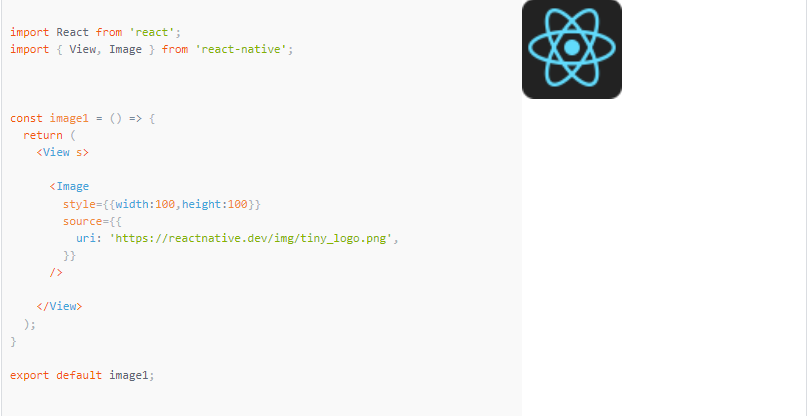 import React from 'react';
import { View, Image } from 'react-native';
const image1 = () => {
  return (
    <View s>
      <Image
        style={{width:100,height:100}}
        source={{
          uri: 'https://reactnative.dev/img/tiny_logo.png',
        }}
      />
    </View>
  );
}
export default image1;